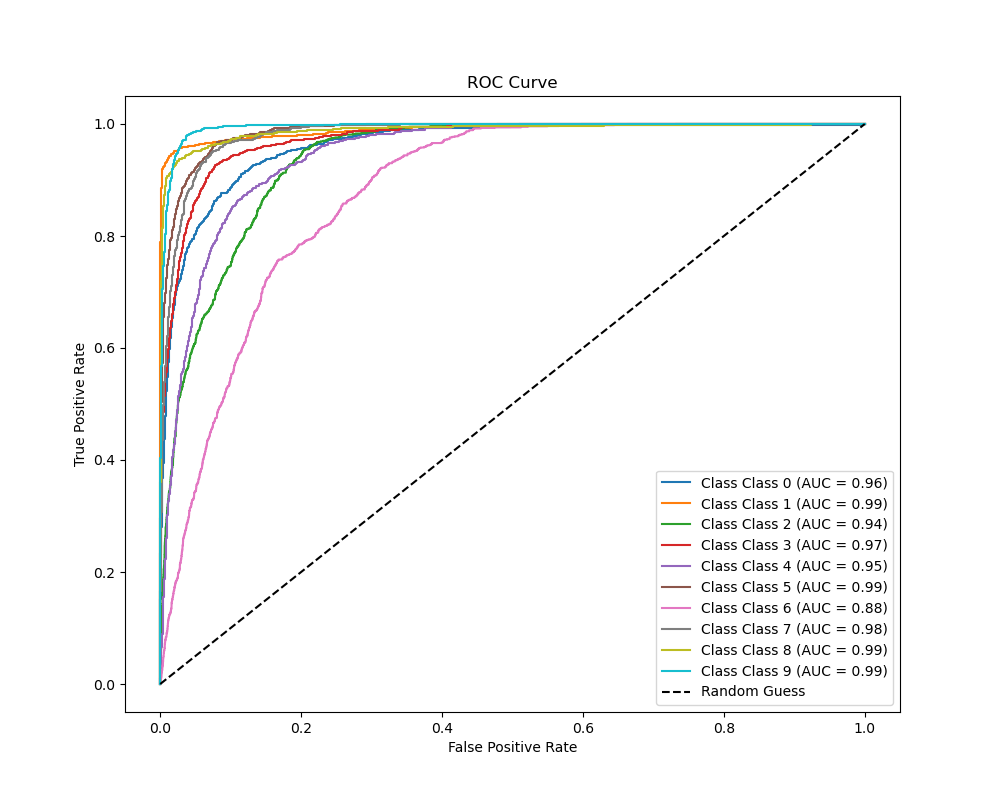 ROC Curve
True Positive Rate
1.0
0.8
0.6
0.4
0.2
0.0
0.0 0.2 0.4 0.6 0.8 1.0
False Positive Rate
Class Class 0 (AUC = 0.96)
Class Class 1 (AUC = 0.99)
Class Class 2 (AUC = 0.94)
Class Class 3 (AUC = 0.97)
Class Class 4 (AUC = 0.95)
Class Class 5 (AUC = 0.99)
Class Class 6 (AUC = 0.88)
Class Class 7 (AUC = 0.98)
Class Class 8 (AUC = 0.99)
Class Class 9 (AUC = 0.99)
Random Guess